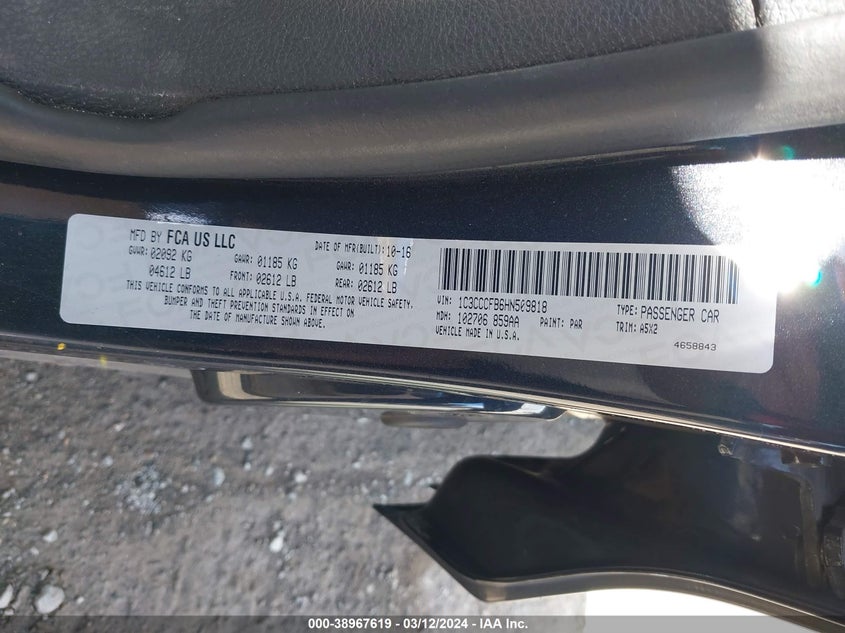 MFD BY FCA US LLC DATE OF MFR(BUILT): 10-16
GVWR: 02092 KG GAWR: 01185 KG GAWR: 01185 KG
04612 LB FRONT: 02612 LB REAR: 02612 LB
THIS VEHICLE CONFORMS TO ALL APPLICABLE U.S.A. FEDERAL MOTOR VEHICLE SAFETY,
BUMPER AND THEFT PREVENTION STANDARDS IN EFFECT ON
THE DATE OF MANUFACTURE SHOWN ABOVE.
VIN: 1C3CCCFB6HN509818 TYPE: PASSENGER CAR
MDH: 102706 859AA PAINT: PAR TRIM: A5X2
VEHICLE MADE IN U.S.A.
4658843
000-38967619 - 03/12/2024 - IAA Inc.